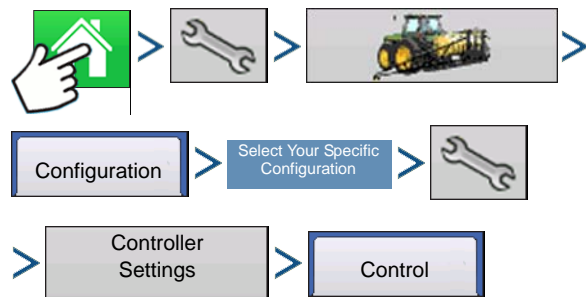 Configuration
Select Your Specific
Configuration
Controller
Settings
Control